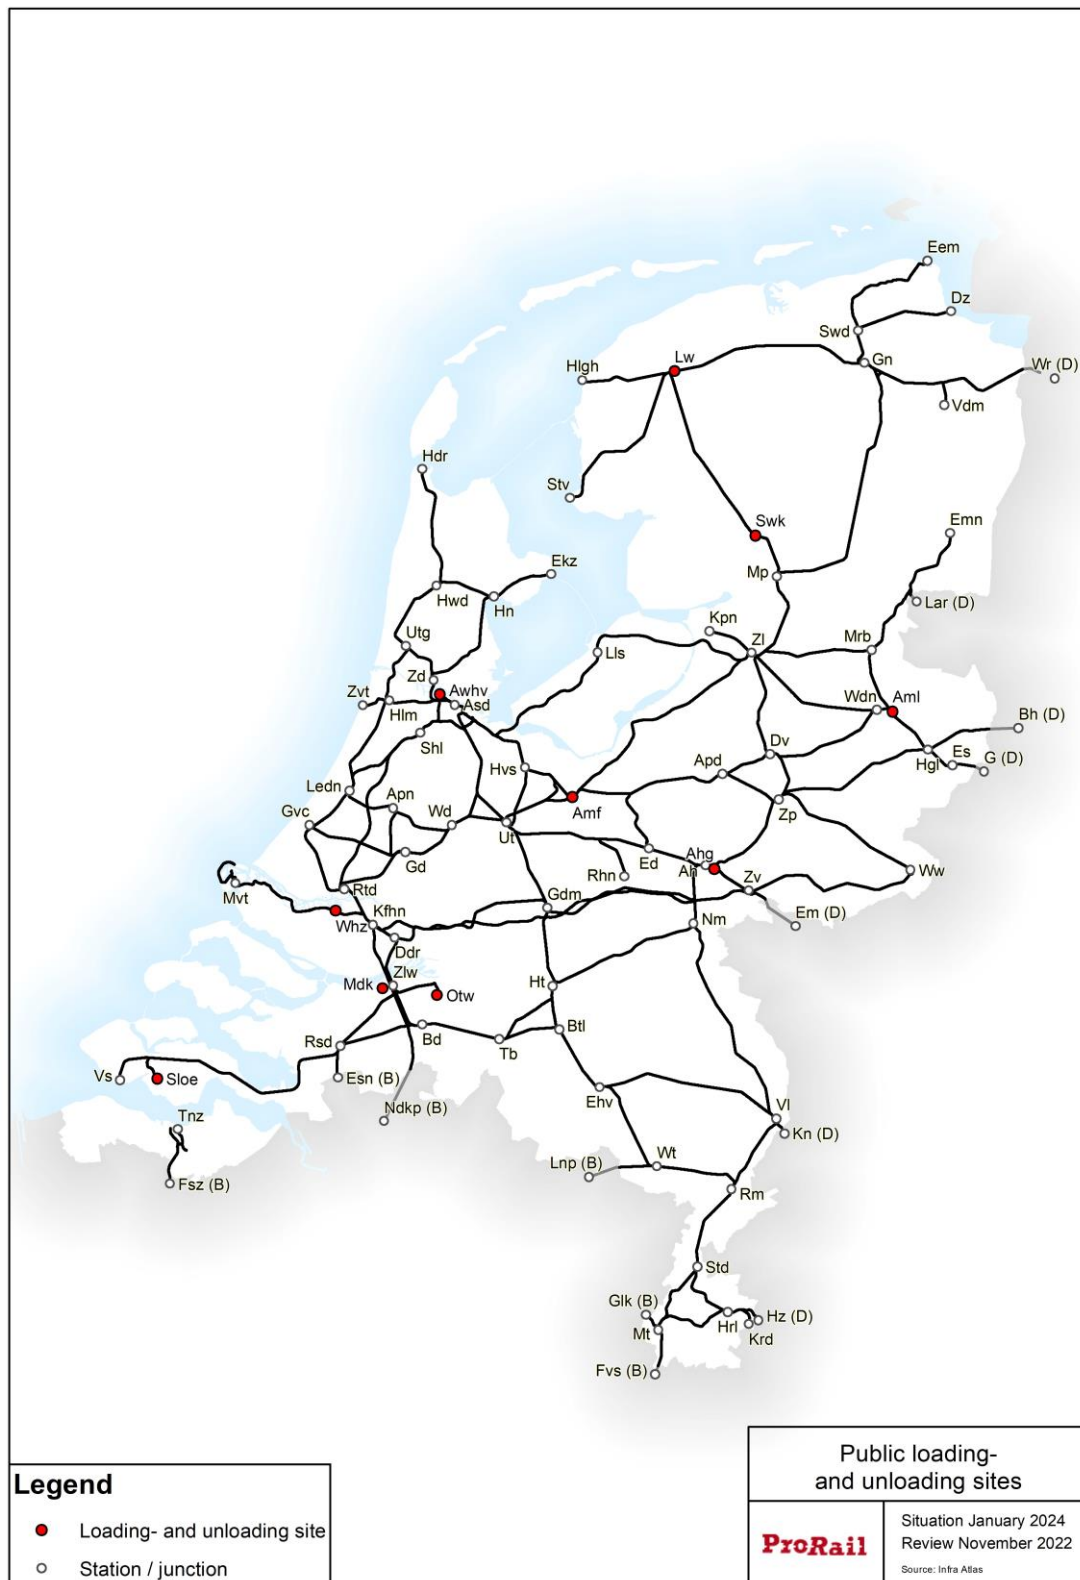 Eem
Dz
Swd
Gn
Lw
Hlgh
Wr (D)
Vdm
Hdr
Stv
Swk
Emn
Ekz
Mp
Hwd
Hn
Lar (D)
Kpn
Utg
Zl
Mrb
Lls
Zd
Zvt
Awhv
Wdn
Aml
Hlm
Asd
Bh (D)
Shl
Dv
Es
Apd
Hgl
G (D)
Hvs
Ledn
Apn
Gvc
Wd
Amf
Zp
Ut
Gd
Ed
Ahg
Ah
Rhn
Zv
Ww
Rtd
Mvt
Gdm
Kfhn
Whz
Nm
Em (D)
Ddr
Zlw
Mdk
Otw
Ht
Btl
Bd
Tb
Rsd
Vs
Sloe
Esn (B)
Ehv
Ndkp (B)
Vl
Tnz
Kn (D)
Lnp (B)
Wt
Fsz (B)
Rm
Std
Glk (B)
Hz (D)
Hrl
Mt
Krd
Fvs (B)
Legend
Loading- and unloading site
Station / junction
Public loading-
and unloading sites
ProRail
Situation January 2024
Review November 2022
Source: Infra Atlas